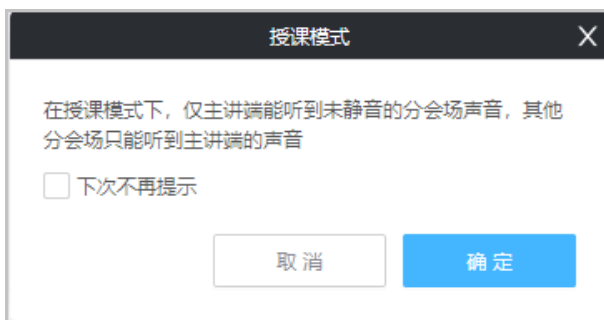 授课模式
在授课模式下，仅主讲端能听到未静音的分会场声音，其他
分会场只能听到主讲端的声音
下次不再提示
取消
确定